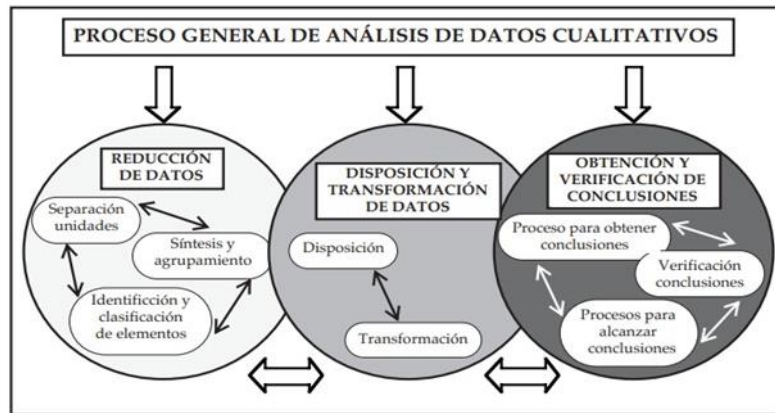 PROCESO GENERAL DE ANÁLISIS DE DATOS CUALITATIVOS
REDUCCIÓN
DE DATOS
Separación
unidades
Síntesis y
agrupamiento
Identificción y
clasificación
de elementos
DISPOSICIÓN Y
TRANSFORMACIÓN
DE DATOS
Disposición
Transformación
OBTENCIÓN Y
VERIFICACIÓN DE
CONCLUSIONES
Proceso para obtener
conclusiones
Verificación
conclusiones
Procesos para
alcanzar
conclusiones